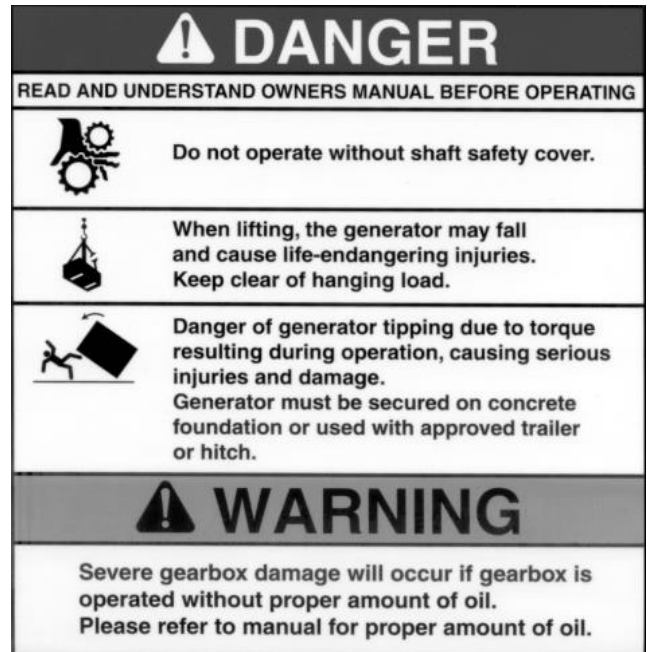 DANGER
READ AND UNDERSTAND OWNERS MANUAL BEFORE OPERATING
Do not operate without shaft safety cover.
When lifting, the generator may fall
and cause life-endangering injuries.
Keep clear of hanging load.
Danger of generator tipping due to torque
resulting during operation, causing serious
injuries and damage.
Generator must be secured on concrete
foundation or used with approved trailer
or hitch.
WARNING
Severe gearbox damage will occur if gearbox is
operated without proper amount of oil.
Please refer to manual for proper amount of oil.